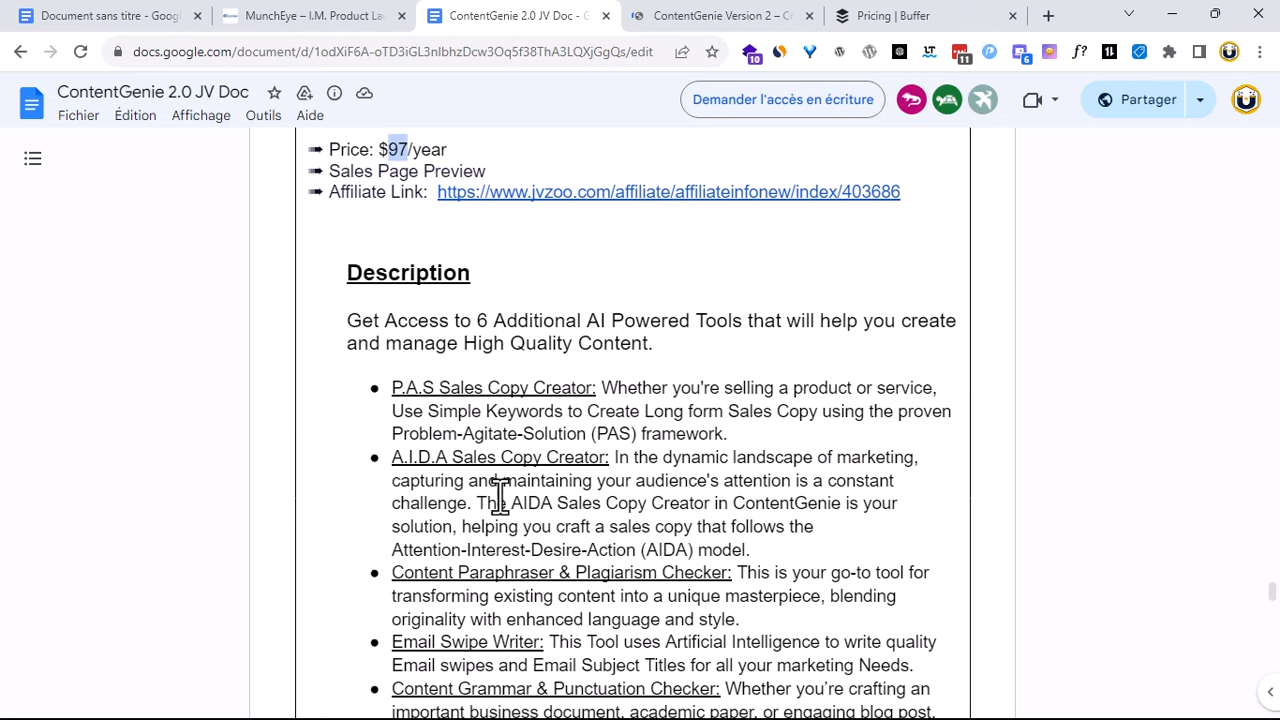 Document sans titre - Google
MunchEye – I.M. Product Lau
ContentGenie 2.0 JV Doc - G
ContentGenie Version 2 – Co
Pricing | Buffer
docs.google.com/document/d/1odXiF6A-oTD3iGL3nIbhzDcw3Oq5f38ThA3LQXjGgQs/edit
10
LT
11
6
f?
ContentGenie 2.0 JV Doc
Demander l'accès en écriture
Partager
Fichier Édition Affichage Outils Aide
Price: $97/year
Sales Page Preview
Affiliate Link: https://www.jvzoo.com/affiliate/affiliateinfonew/index/403686
Description
Get Access to 6 Additional AI Powered Tools that will help you create
and manage High Quality Content.
● P.A.S Sales Copy Creator: Whether you're selling a product or service,
Use Simple Keywords to Create Long form Sales Copy using the proven
Problem-Agitate-Solution (PAS) framework.
● A.I.D.A Sales Copy Creator: In the dynamic landscape of marketing,
capturing and maintaining your audience's attention is a constant
challenge. The AIDA Sales Copy Creator in ContentGenie is your
solution, helping you craft a sales copy that follows the
Attention-Interest-Desire-Action (AIDA) model.
● Content Paraphraser & Plagiarism Checker: This is your go-to tool for
transforming existing content into a unique masterpiece, blending
originality with enhanced language and style.
● Email Swipe Writer: This Tool uses Artificial Intelligence to write quality
Email swipes and Email Subject Titles for all your marketing Needs.
● Content Grammar & Punctuation Checker: Whether you're crafting an
important business document, academic paper, or engaging blog post,